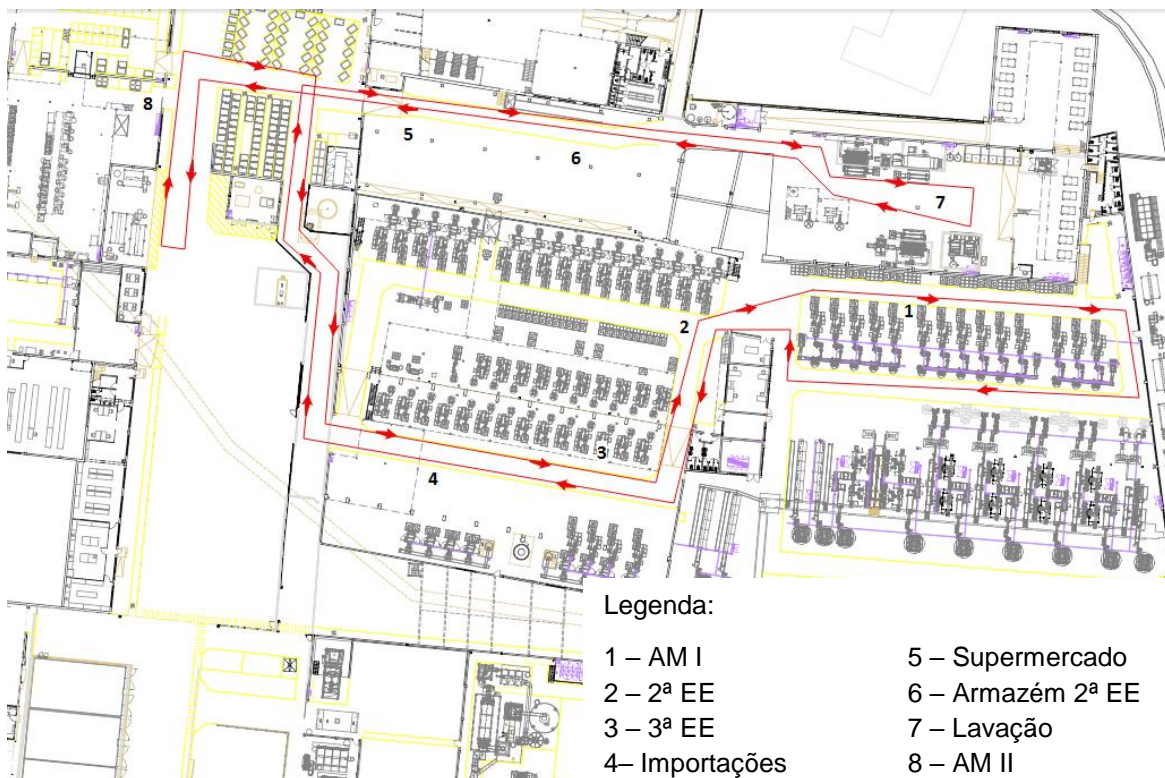 8
5
6
7
1
2
3
4
Legenda:
1 – AM I
2 – 2ª EE
3 – 3ª EE
4– Importações
5 – Supermercado
6 – Armazém 2ª EE
7 – Lavação
8 – AM II